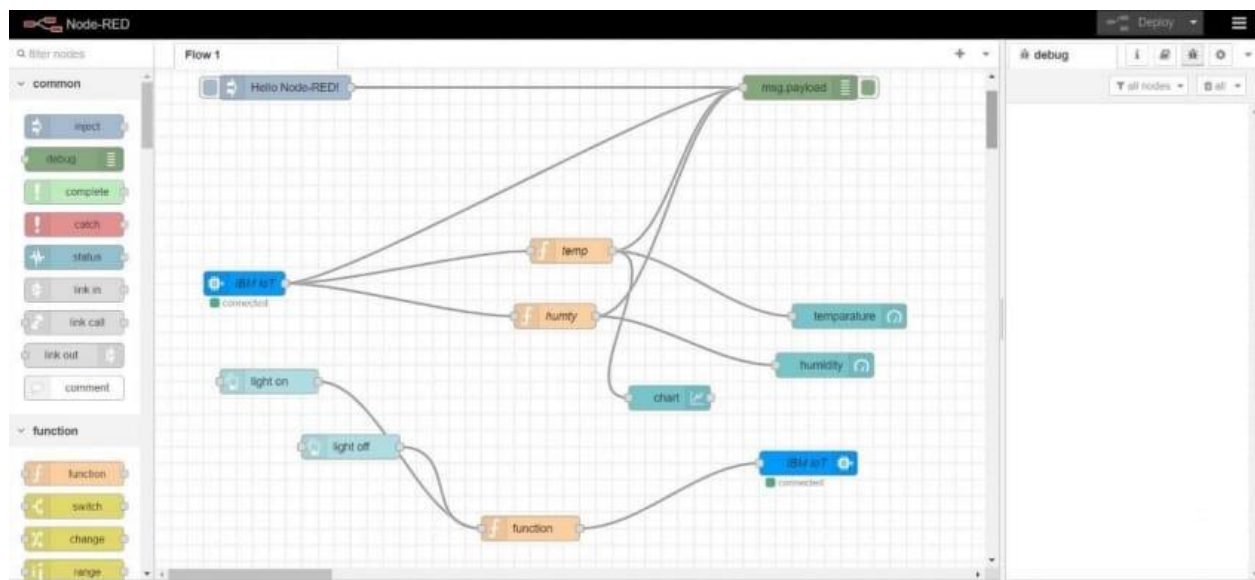 Node-RED
Deploy
filter nodes
Flow 1
debug
all nodes
all
common
inject
debug
complete
catch
status
link in
link call
link out
comment
function
function
switch
change
range
Hello Node-RED!
msg.payload
temp
IBM IoT
connected
humty
temparature
humidity
light on
chart
light off
IBM IoT
connected
function